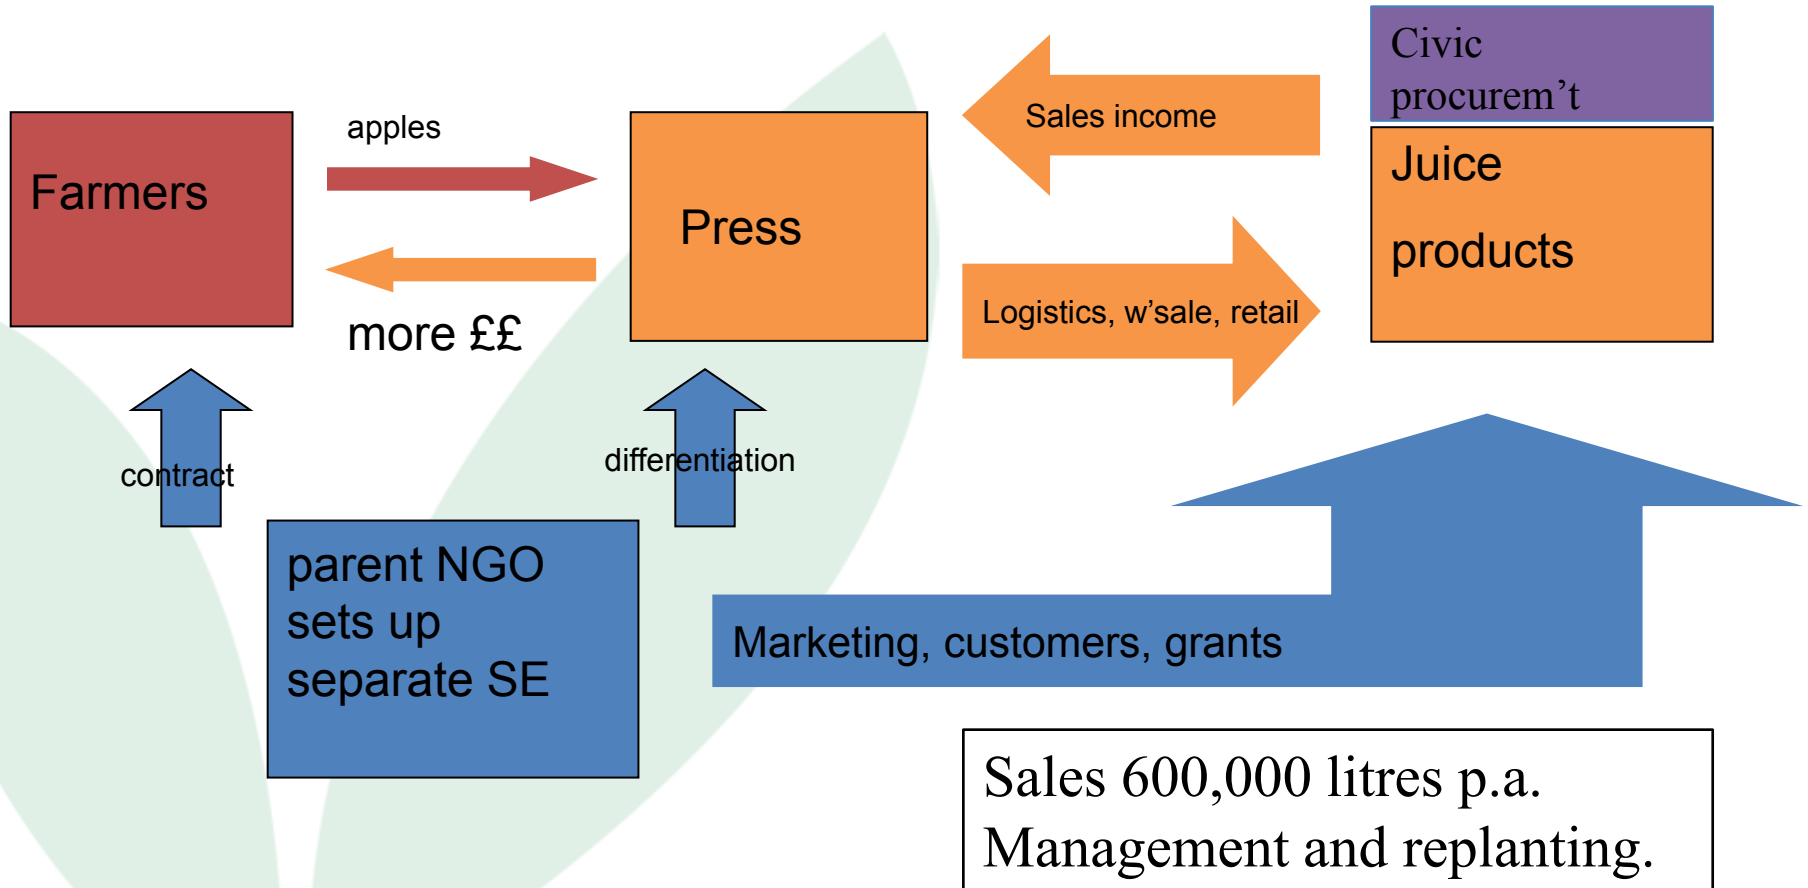 Civic
procurem’t
Sales income
apples
Juice
products
Farmers
Press
Logistics, w’sale, retail
more ££
contract
differentiation
parent NGO
sets up
separate SE
Marketing, customers, grants
Sales 600,000 litres p.a.
Management and replanting.